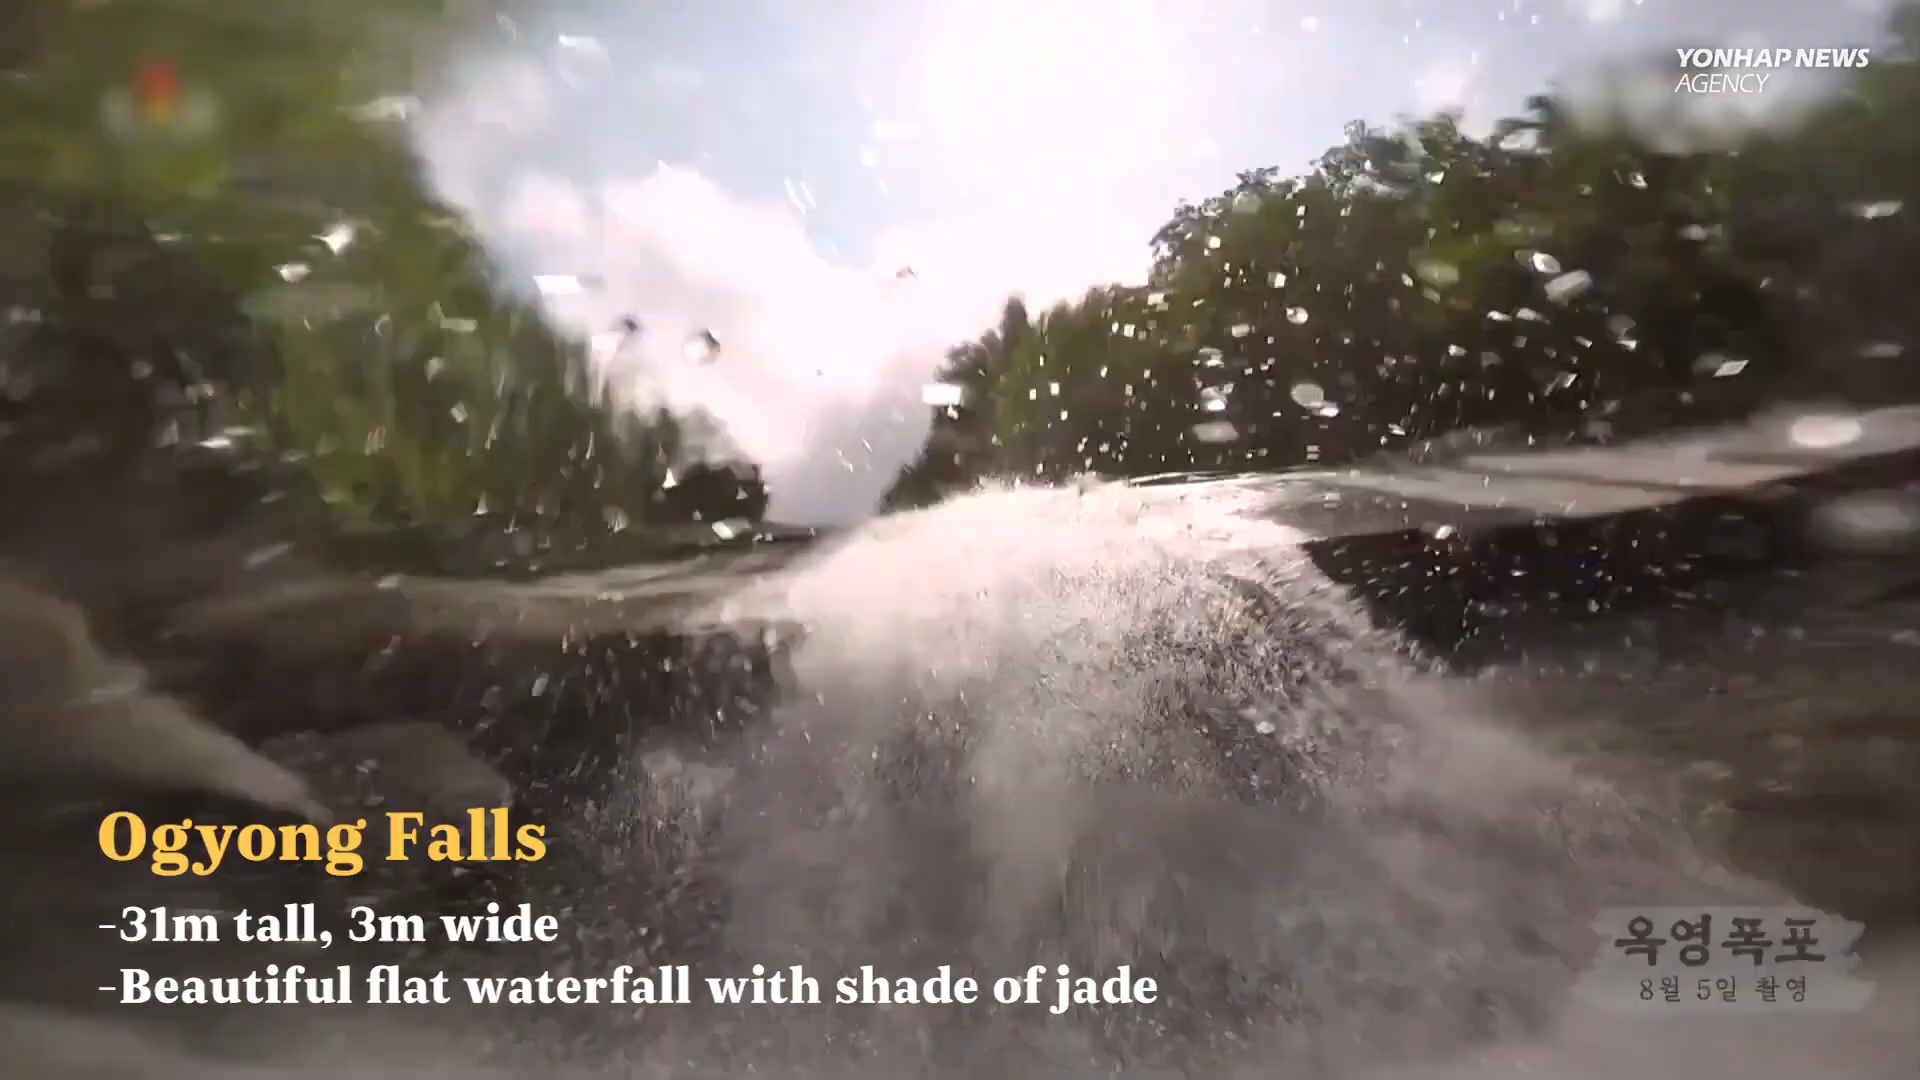 YONHAP NEWS
AGENCY
Ogyong Falls
-31m tall, 3m wide
-Beautiful flat waterfall with shade of jade
옥영폭포
8월 5일 촬영